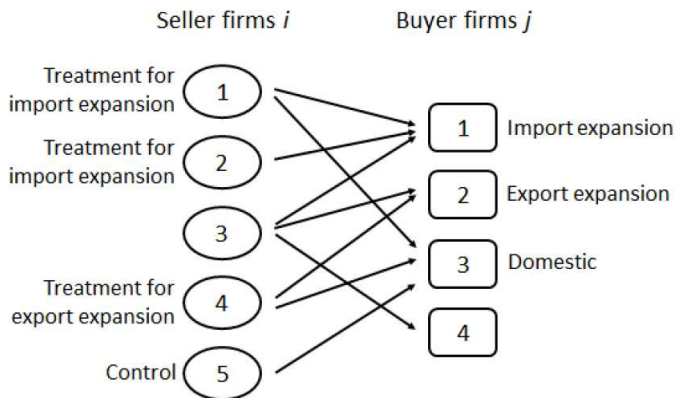 Seller firms i
Buyer firms j
Treatment for
import expansion
1
Treatment for
import expansion
2
3
Treatment for
export expansion
4
Control
5
1
Import expansion
2
Export expansion
3
Domestic
4